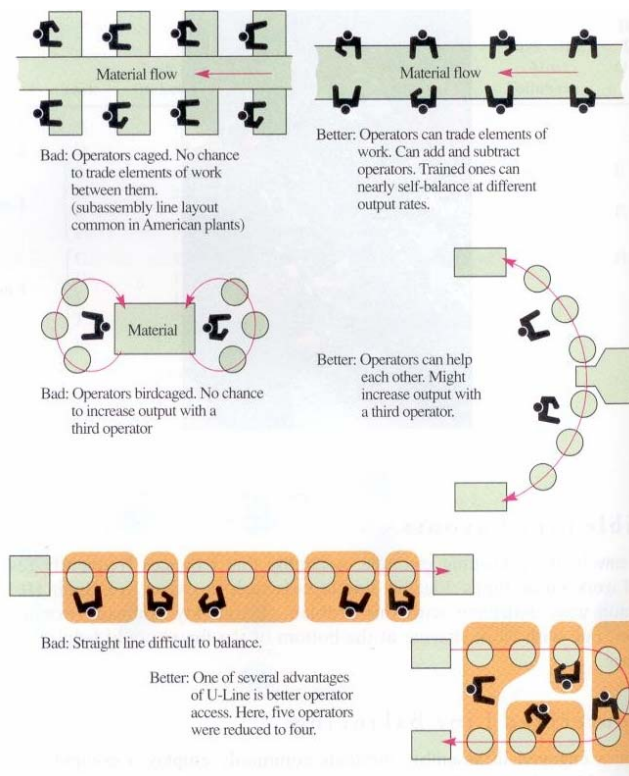 Material flow
Bad: Operators caged. No chance
to trade elements of work
between them.
(subassembly line layout
common in American plants)
Material flow
Better: Operators can trade elements of
work. Can add and subtract
operators. Trained ones can
nearly self-balance at different
output rates.
Material
Bad: Operators birdcaged. No chance
to increase output with a
third operator
Better: Operators can help
each other. Might
increase output with
a third operator.
Bad: Straight line difficult to balance.
Better: One of several advantages
of U-Line is better operator
access. Here, five operators
were reduced to four.